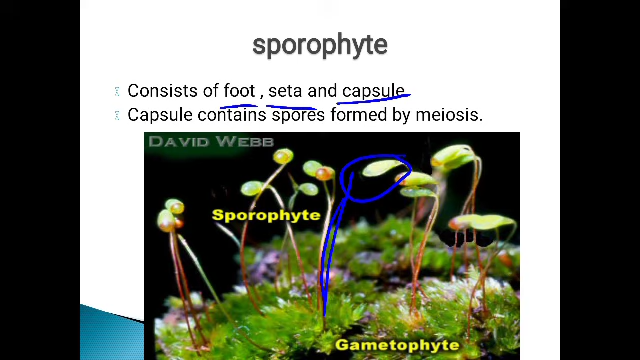 sporophyte
Consists of foot , seta and capsule
Capsule contains spores formed by meiosis.
DAVID WEBB
Sporophyte
Gametophyte